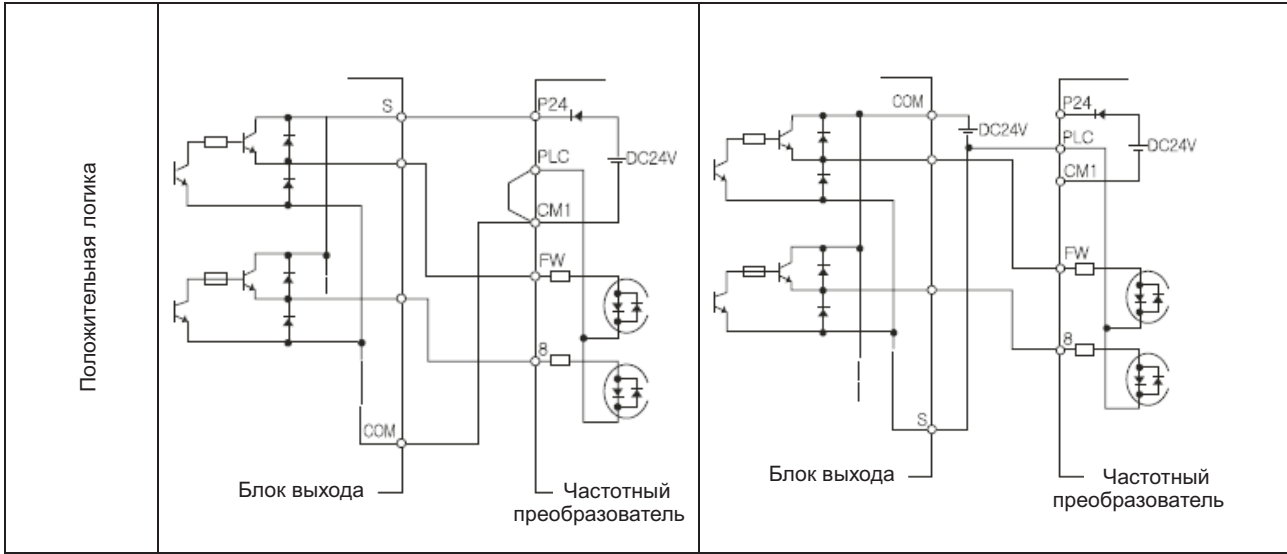 Положительная логика
S
P24
PLC
DC24V
CM1
FW
8
COM
Блок выхода
Частотный
преобразователь
COM
P24
DC24V
PLC
DC24V
CM1
FW
8
S
Блок выхода
Частотный
преобразователь